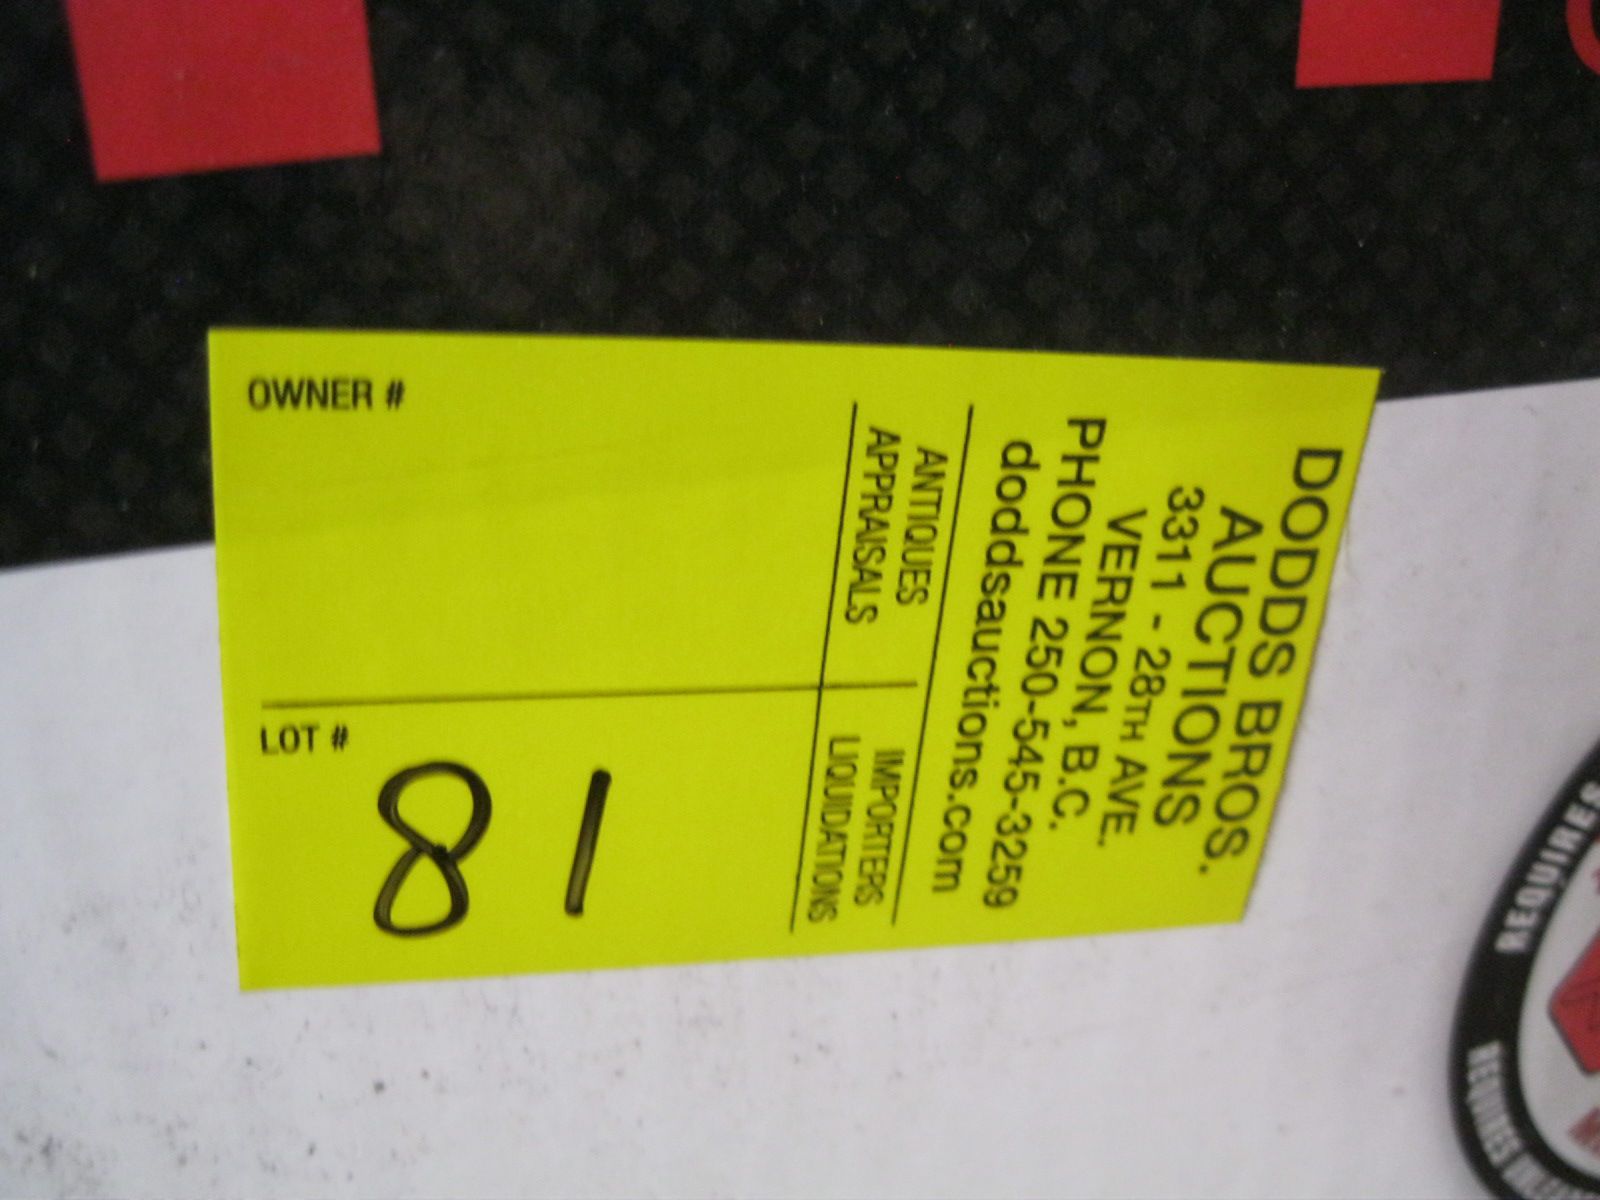 DODDS BROS.
AUCTIONS
3311 - 28TH AVE.
VERNON, B.C.
PHONE 250-545-3259
doddsauctions.com
ANTIQUES IMPORTERS
APPRAISALS LIQUIDATIONS
OWNER #
LOT #
81
REQUIRES